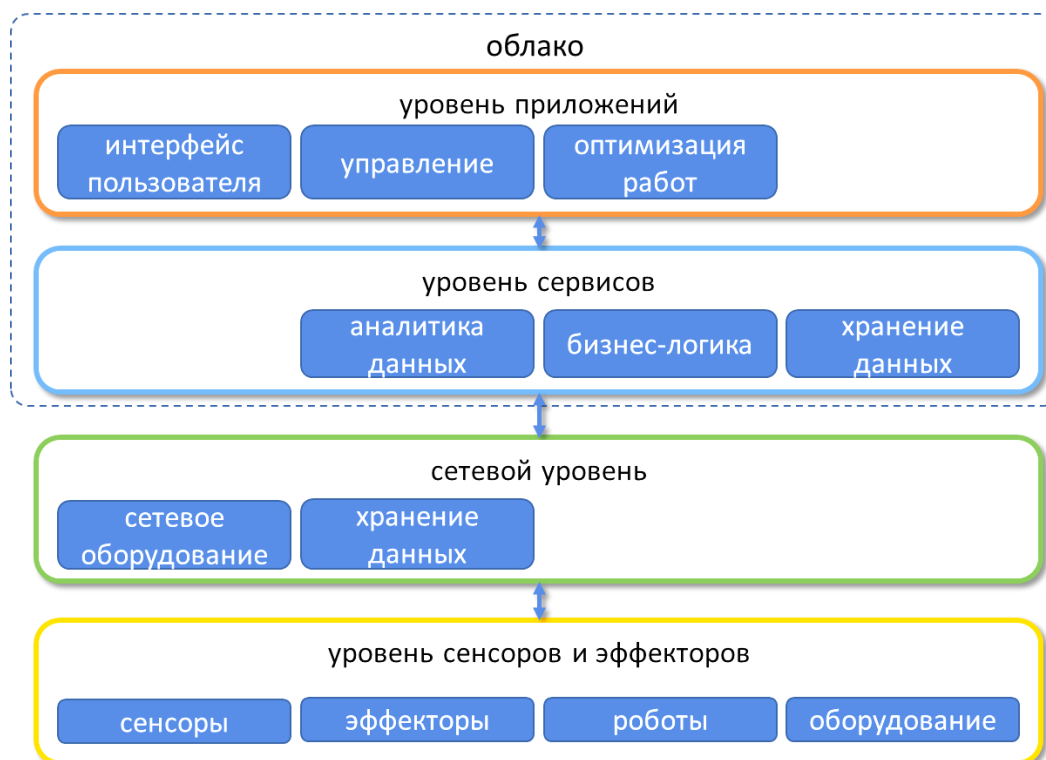 облако
уровень приложений
интерфейс
пользователя
управление
оптимизация
работ
уровень сервисов
аналитика
данных
бизнес-логика
хранение
данных
сетевой уровень
сетевое
оборудование
хранение
данных
уровень сенсоров и эффекторов
сенсоры
эффекторы
роботы
оборудование